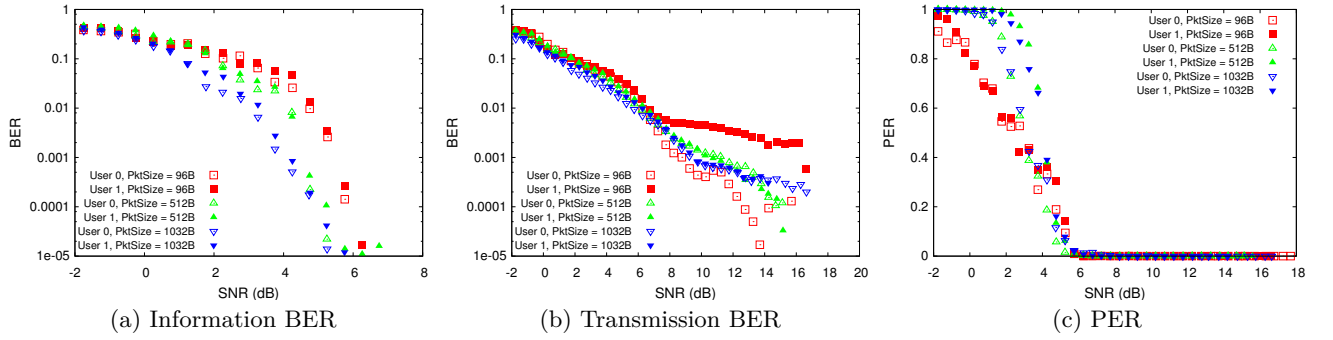 BER
1
0.1
0.01
0.001
0.0001
1e-05
-2
0
2
4
6
8
SNR (dB)
User 0, PktSize = 96B
User 1, PktSize = 96B
User 0, PktSize = 512B
User 1, PktSize = 512B
User 0, PktSize = 1032B
User 1, PktSize = 1032B
(a) Information BER
BER
1
0.1
0.01
0.001
0.0001
1e-05
-2
0
2
4
6
8
10
12
14
16
18
20
SNR (dB)
User 0, PktSize = 96B
User 1, PktSize = 96B
User 0, PktSize = 512B
User 1, PktSize = 512B
User 0, PktSize = 1032B
User 1, PktSize = 1032B
(b) Transmission BER
PER
1
0.8
0.6
0.4
0.2
0
-2
0
2
4
6
8
10
12
14
16
18
SNR (dB)
User 0, PktSize = 96B
User 1, PktSize = 96B
User 0, PktSize = 512B
User 1, PktSize = 512B
User 0, PktSize = 1032B
User 1, PktSize = 1032B
(c) PER